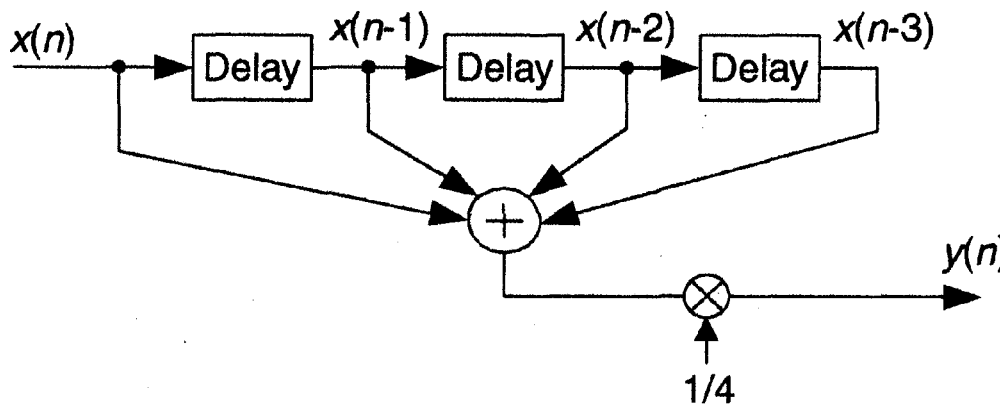 x(n)
x(n-1)
x(n-2)
x(n-3)
Delay
Delay
Delay
+
y(n)
1/4